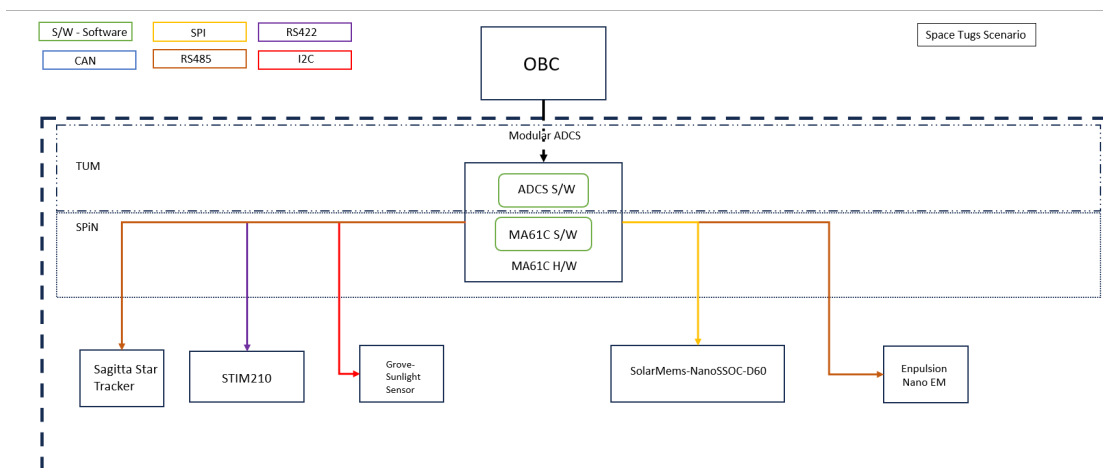 S/W - Software
SPI
RS422
Space Tugs Scenario
CAN
RS485
I2C
OBC
Modular ADCS
TUM
ADCS S/W
SPiN
MA61C S/W
MA61C H/W
Sagitta Star
Tracker
STIM210
Grove-
Sunlight
Sensor
SolarMems-NanoSSOC-D60
Enpulsion
Nano EM